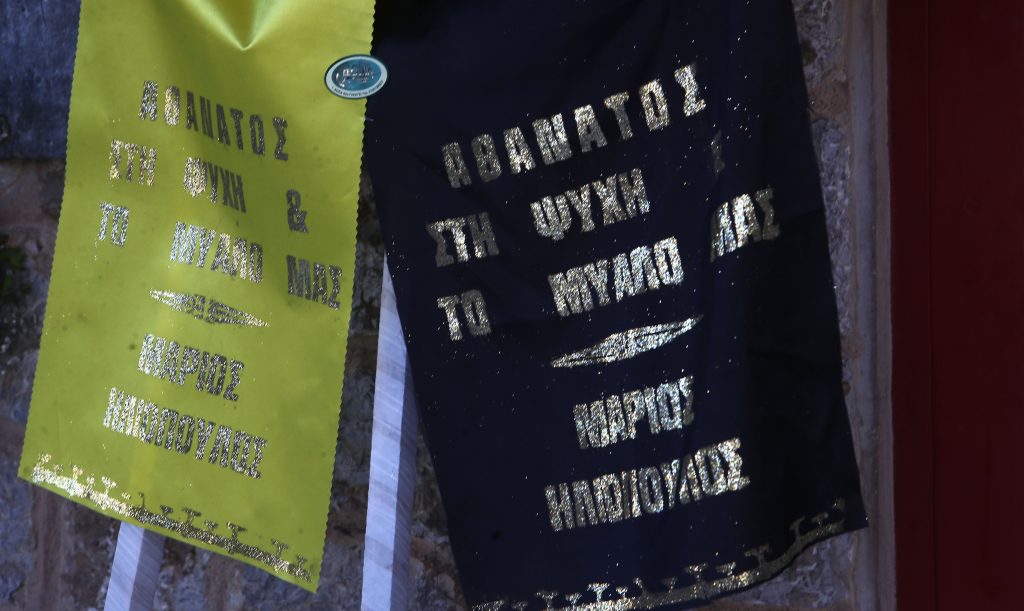 ΑΘΑΝΑΤΟΣ
ΣΤΗ ΨΥΧΗ &
ΤΟ ΜΥΑΛΟ ΜΑΣ
ΜΑΡΙΟΣ
ΗΛΙΟΠΟΥΛΟΣ
ΑΘΑΝΑΤΟΣ
ΣΤΗ ΨΥΧΗ
ΤΟ ΜΥΑΛΟ ΜΑΣ
ΜΑΡΙΟΣ
ΗΛΙΟΠΟΥΛΟΣ